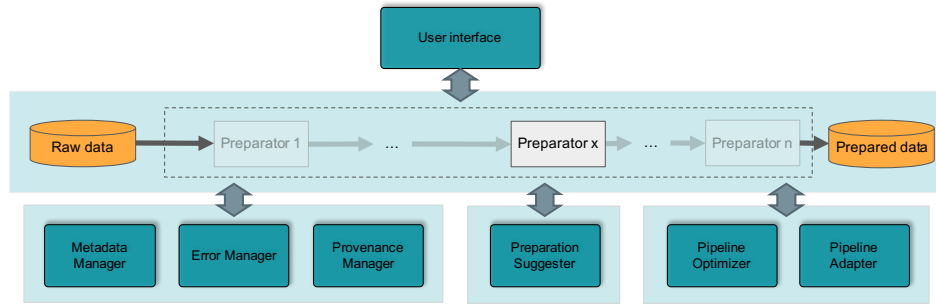 User interface
Raw data
Preparator 1
...
Preparator x
...
Preparator n
Prepared data
Metadata
Manager
Error Manager
Provenance
Manager
Preparation
Suggester
Pipeline
Optimizer
Pipeline
Adapter